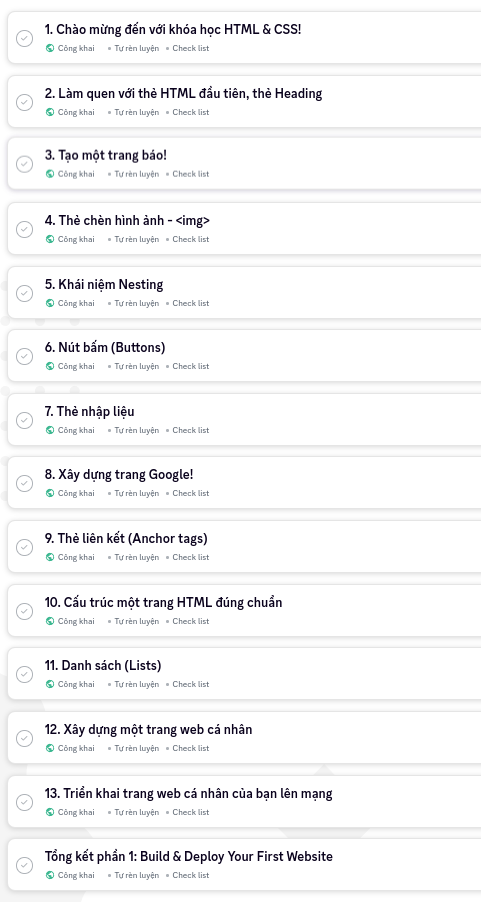 1. Chào mừng đến với khóa học HTML & CSS!
Công khai • Tự rèn luyện • Check list
2. Làm quen với thẻ HTML đầu tiên, thẻ Heading
Công khai • Tự rèn luyện • Check list
3. Tạo một trang báo!
Công khai • Tự rèn luyện • Check list
4. Thẻ chèn hình ảnh - <img>
Công khai • Tự rèn luyện • Check list
5. Khái niệm Nesting
Công khai • Tự rèn luyện • Check list
6. Nút bấm (Buttons)
Công khai • Tự rèn luyện • Check list
7. Thẻ nhập liệu
Công khai • Tự rèn luyện • Check list
8. Xây dựng trang Google!
Công khai • Tự rèn luyện • Check list
9. Thẻ liên kết (Anchor tags)
Công khai • Tự rèn luyện • Check list
10. Cấu trúc một trang HTML đúng chuẩn
Công khai • Tự rèn luyện • Check list
11. Danh sách (Lists)
Công khai • Tự rèn luyện • Check list
12. Xây dựng một trang web cá nhân
Công khai • Tự rèn luyện • Check list
13. Triển khai trang web cá nhân của bạn lên mạng
Công khai • Tự rèn luyện • Check list
Tổng kết phần 1: Build & Deploy Your First Website
Công khai • Tự rèn luyện • Check list